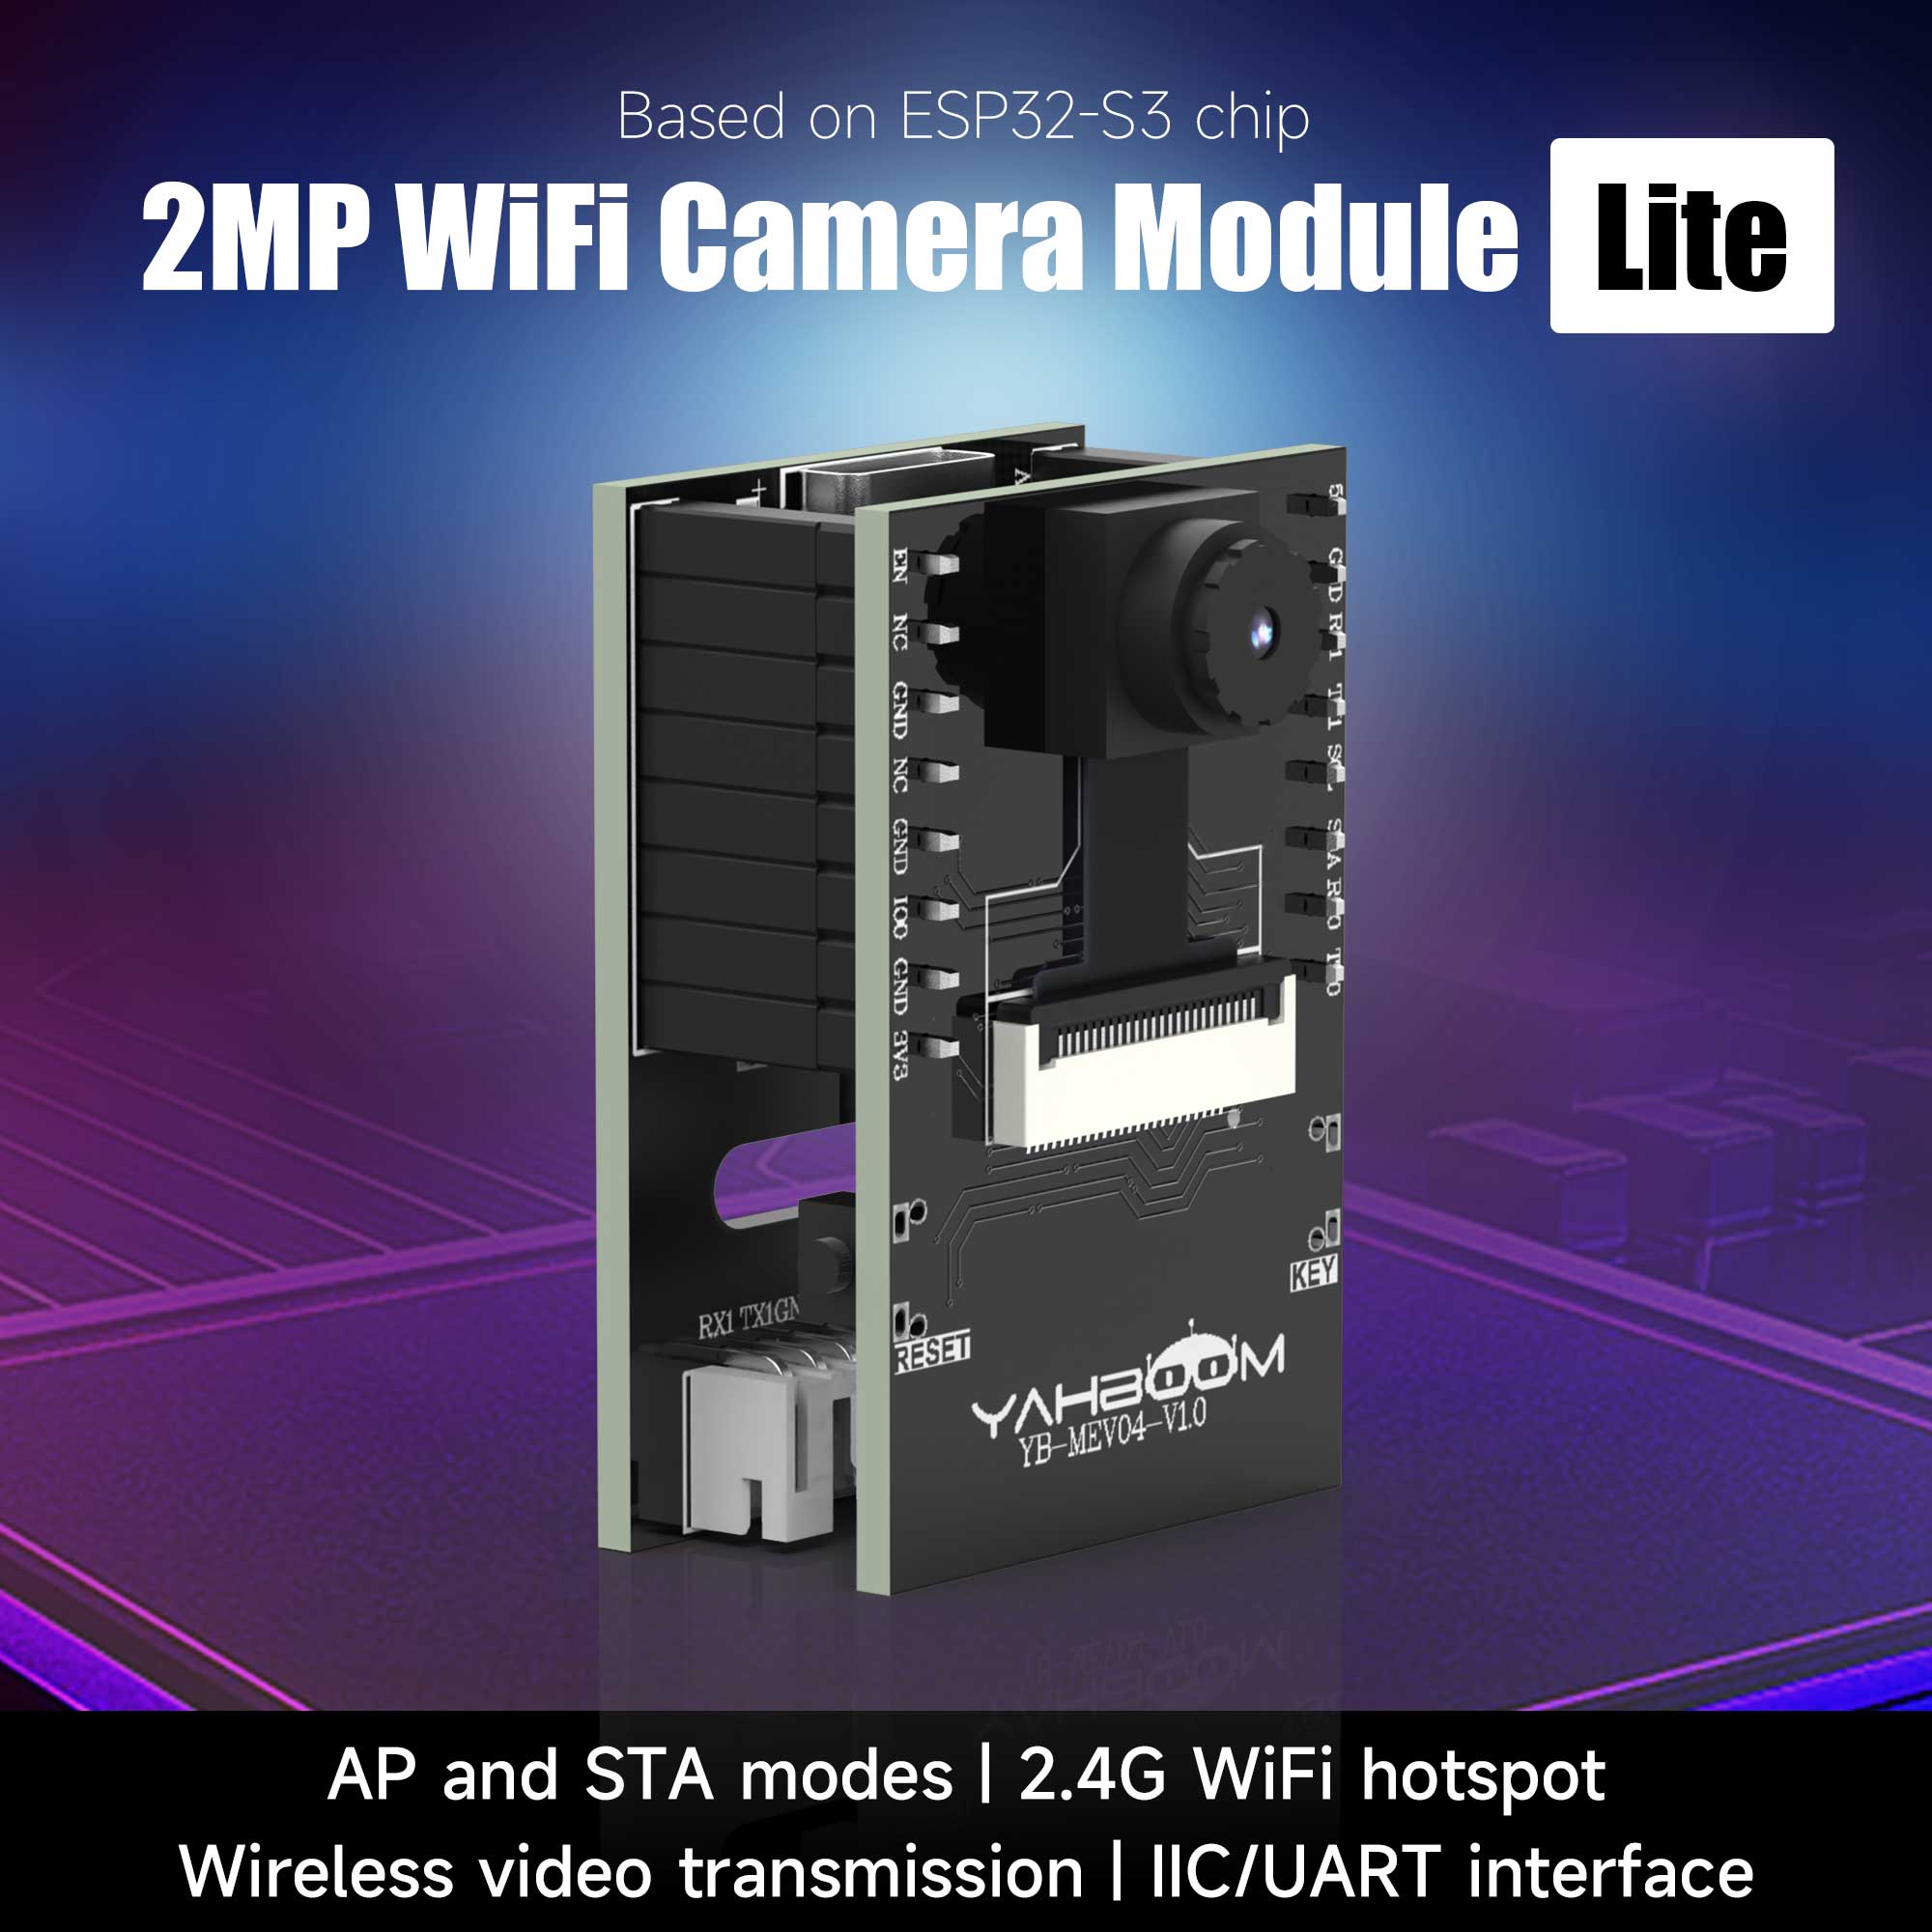 Based on ESP32-S3 chip
2MP WiFi Camera Module Lite
EN
NC
GND
NC
GND
IO0
GND
3V3
RX1 TX1
RESET
KEY
YAHBOOM
YB-MEV04-V1.0
AP and STA modes | 2.4G WiFi hotspot
Wireless video transmission | IIC/UART interface